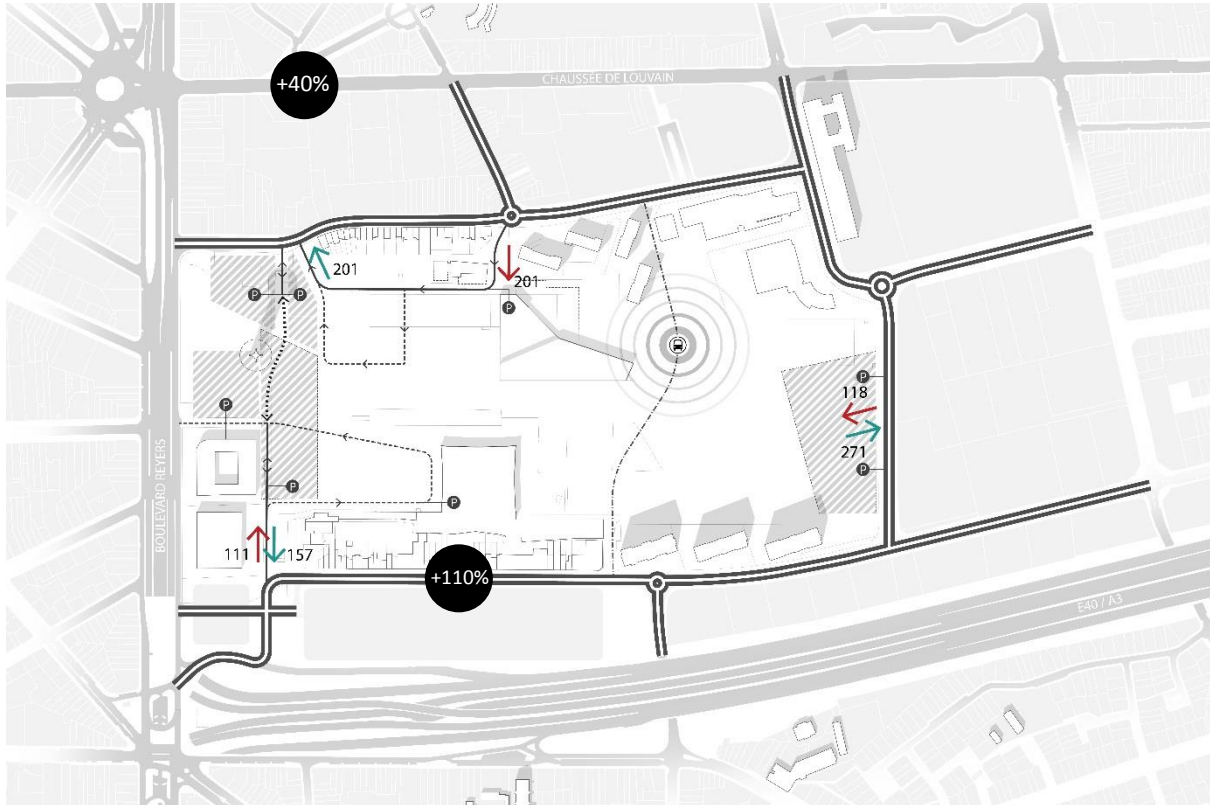 CHAUSSÉE DE LOUVAIN
+40%
201
201
P
P
P
P
118
271
P
P
P
P
BOULEVARD REYERS
111
157
+110%
E40 / A3